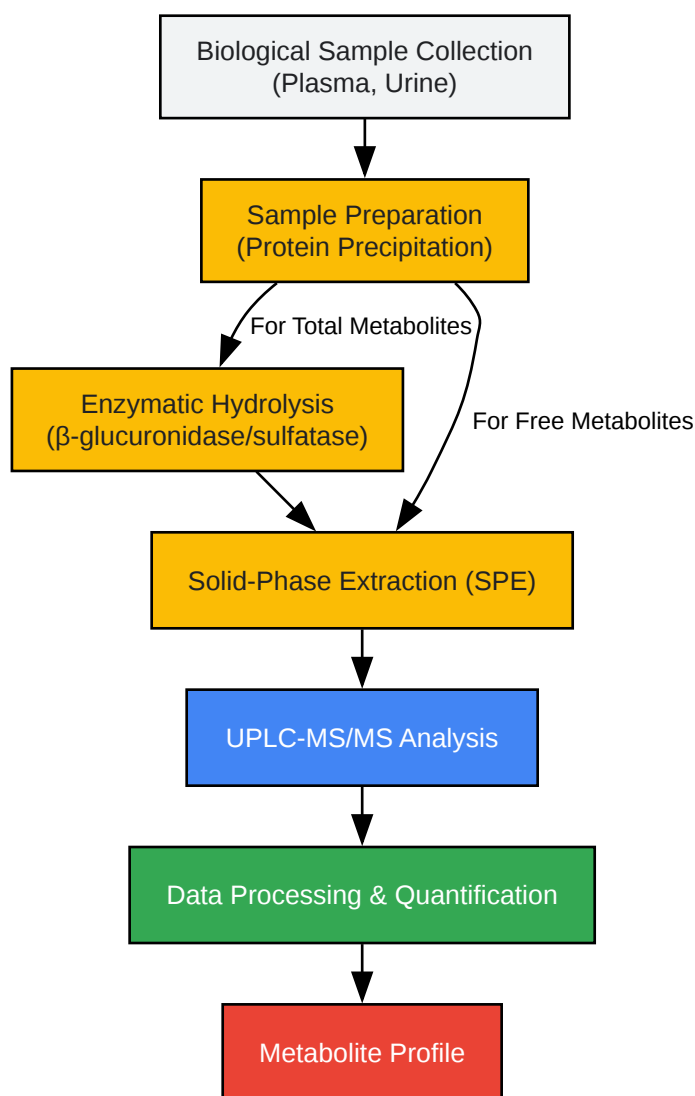 Biological Sample Collection
(Plasma, Urine)
Sample Preparation
(Protein Precipitation)
For Total Metabolites
Enzymatic Hydrolysis
(β-glucuronidase/sulfatase)
For Free Metabolites
Solid-Phase Extraction (SPE)
UPLC-MS/MS Analysis
Data Processing & Quantification
Metabolite Profile